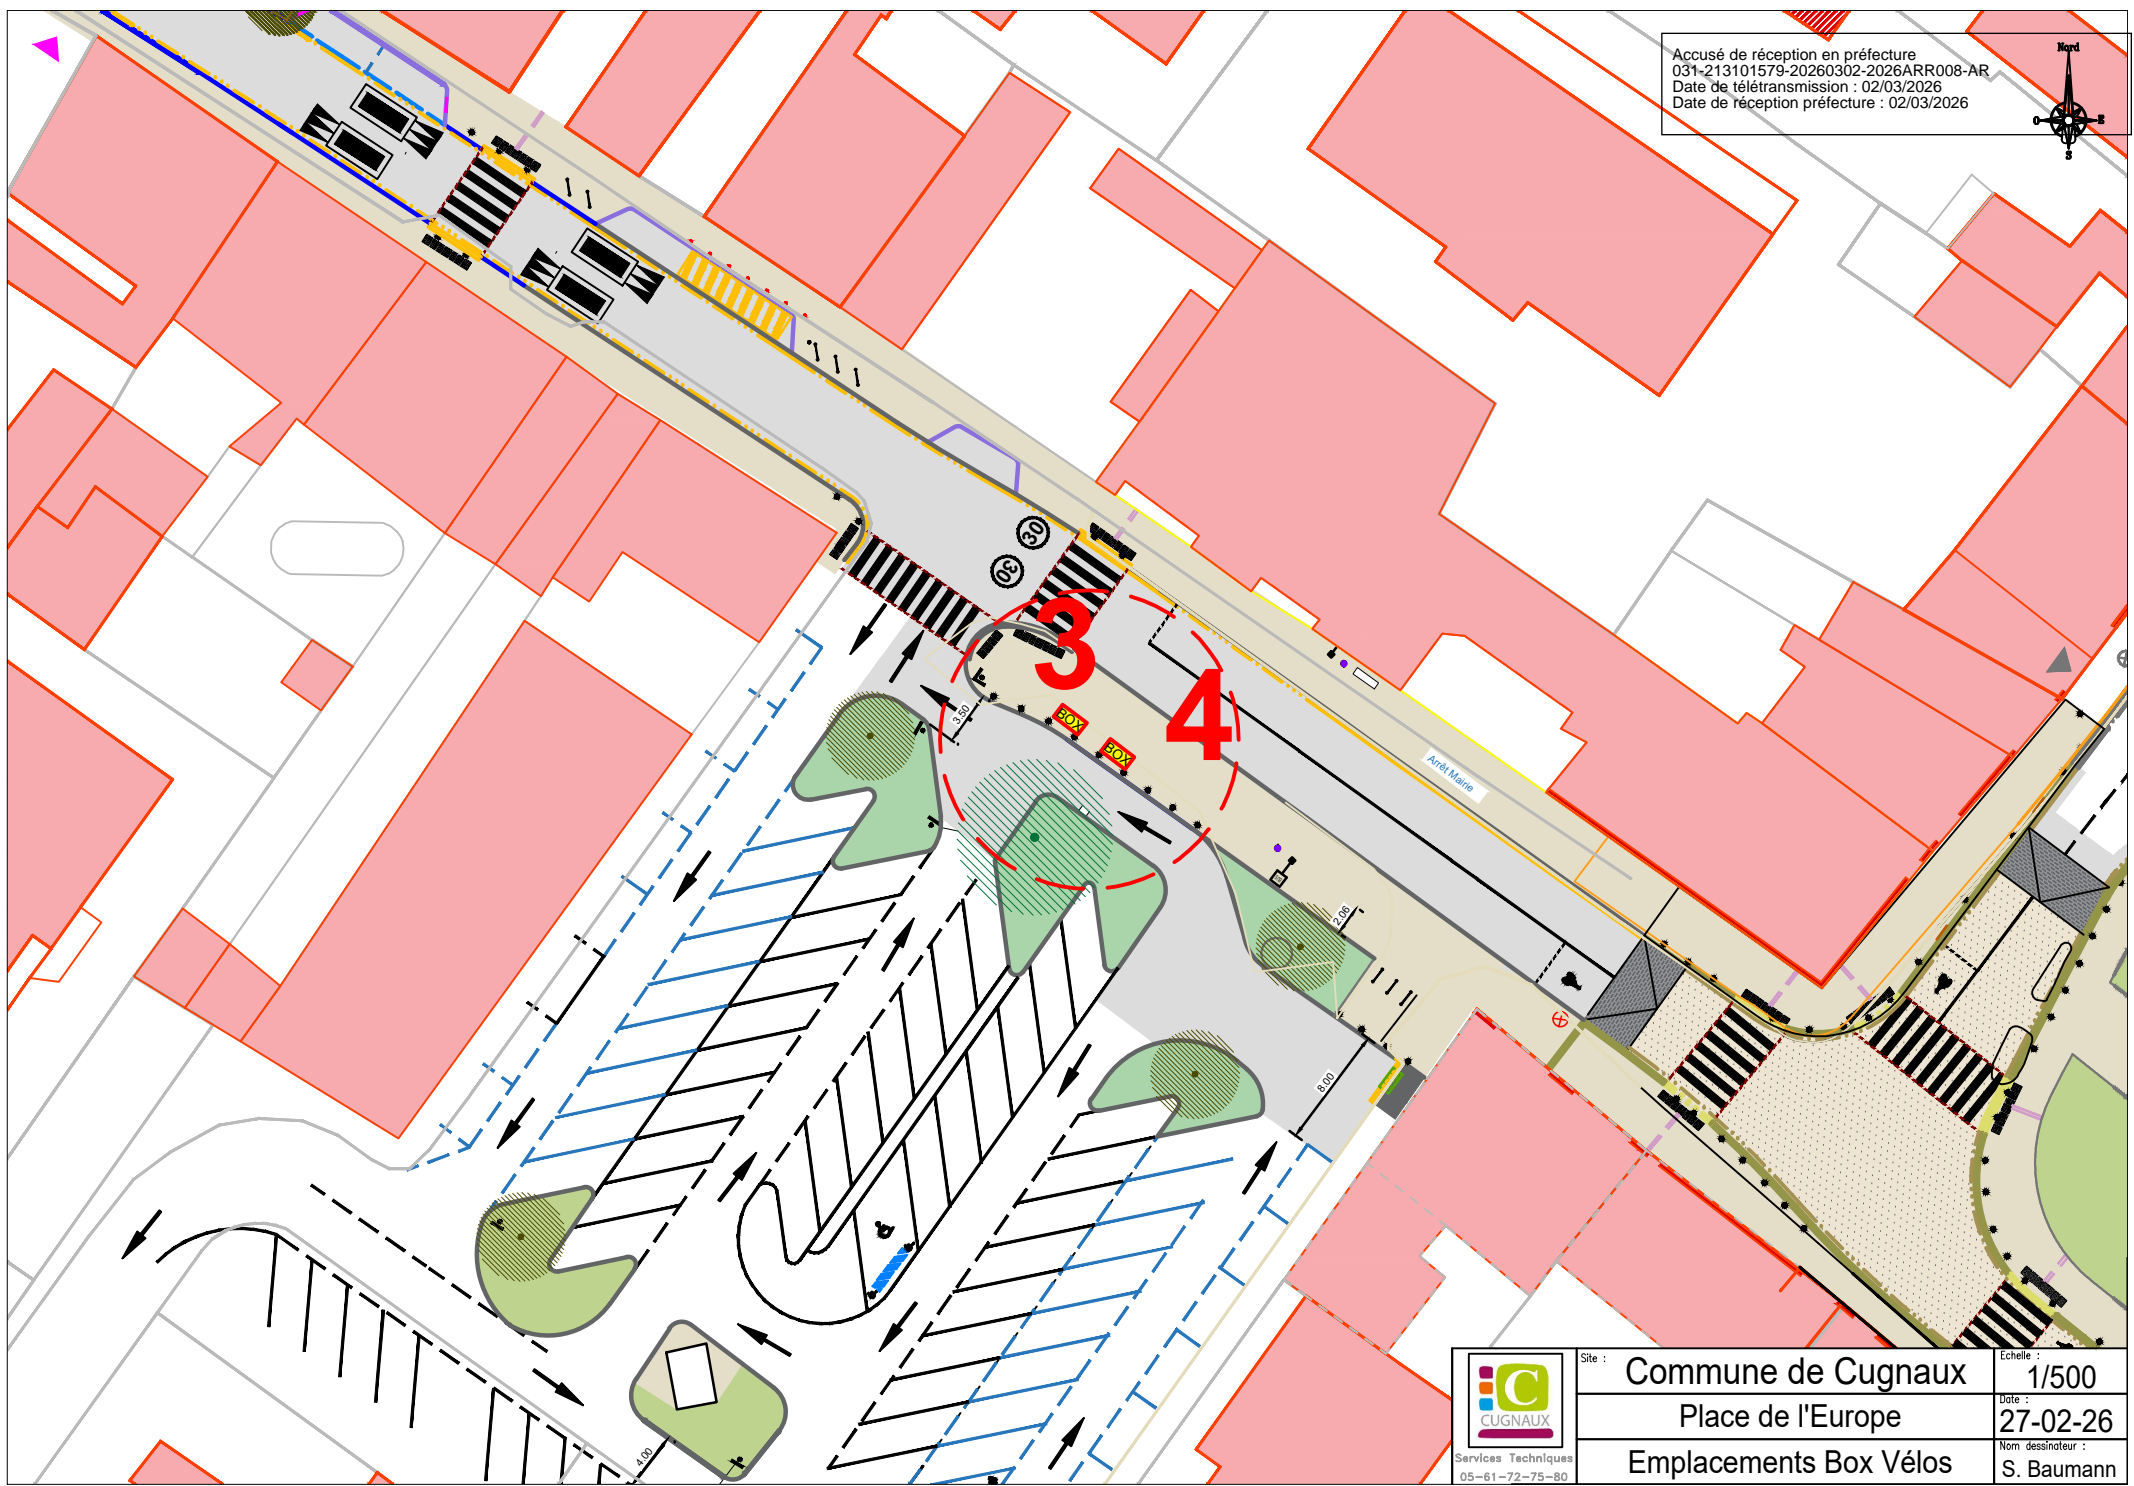 Accusé de réception en préfecture
031-213101579-20260302-2026ARR008-AR
Date de télétransmission : 02/03/2026
Date de réception préfecture : 02/03/2026
Nord
O
E
S
30
30
3
4
3.50
BOX
BOX
Arrêt Mairie
2.06
8.00
4.00
C
CUGNAUX
Services Techniques
05-61-72-75-80
Site :
Commune de Cugnaux
Place de l'Europe
Emplacements Box Vélos
Echelle :
1/500
Date :
27-02-26
Nom dessinateur :
S. Baumann